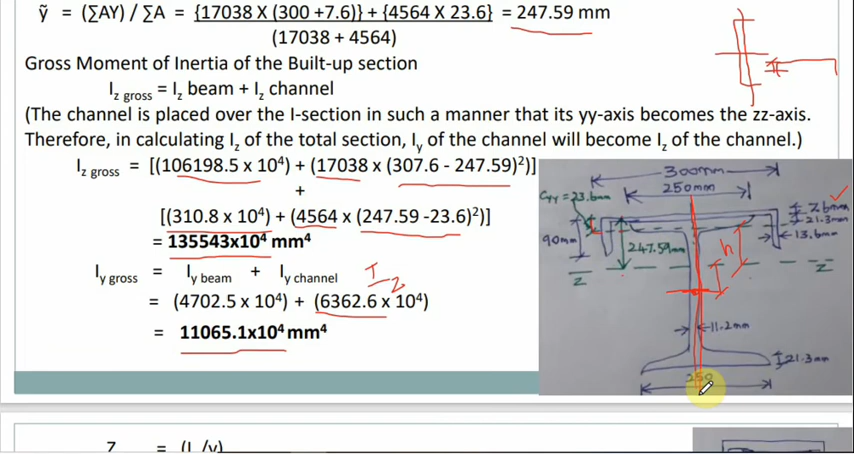 ỹ = (∑AY) / ∑A = {17038 X (300 +7.6)} + {4564 X 23.6} = 247.59 mm
(17038 + 4564)
Gross Moment of Inertia of the Built-up section
Iz gross = Iz beam + Iz channel
(The channel is placed over the I-section in such a manner that its yy-axis becomes the zz-axis.
Therefore, in calculating Iz of the total section, Iy of the channel will become Iz of the channel.)
Iz gross = [(106198.5 x 10⁴) + (17038 x (307.6 - 247.59)²)]
+
[(310.8 x 10⁴) + (4564 x (247.59 -23.6)²)]
= 135543x10⁴ mm⁴
Iy gross = Iy beam + Iy channel
Iz
= (4702.5 x 10⁴) + (6362.6 x 10⁴)
= 11065.1x10⁴ mm⁴
300mm
250mm
Cyy = 23.6mm
7.6mm
21.3mm
13.6mm
90mm
247.59mm
h
Z
Z
11.2mm
21.3mm
250
Z = (I /y)